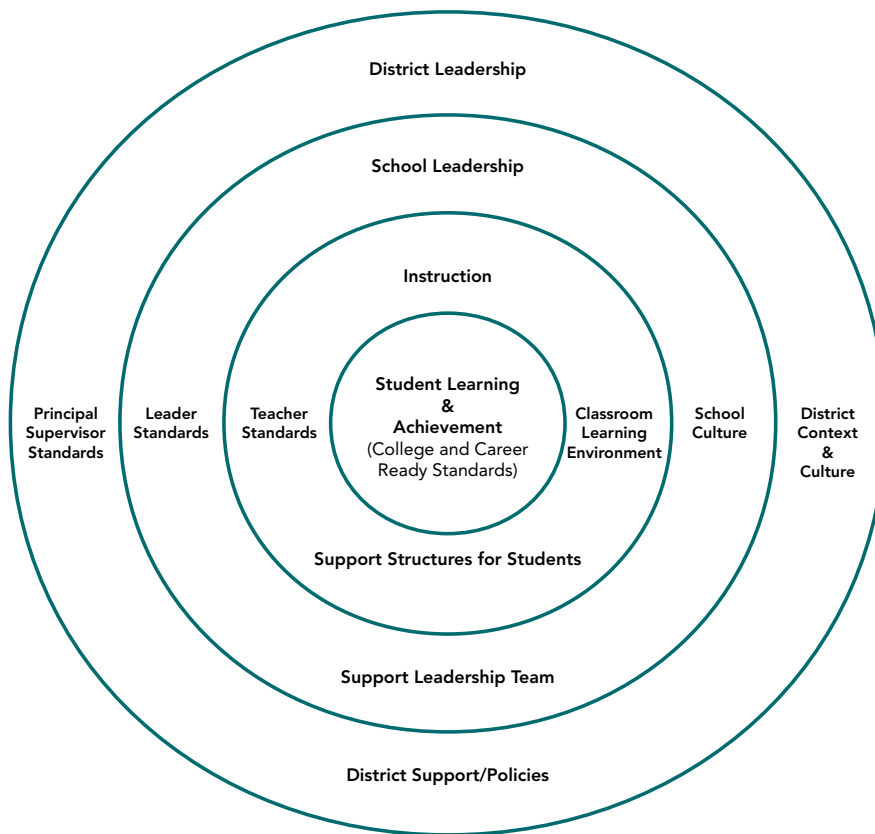 District Leadership
School Leadership
Instruction
Student Learning
&
Achievement
(College and Career
Ready Standards)
Principal
Supervisor
Standards
Leader
Standards
Teacher
Standards
Classroom
Learning
Environment
School
Culture
District
Context
&
Culture
Support Structures for Students
Support Leadership Team
District Support/Policies